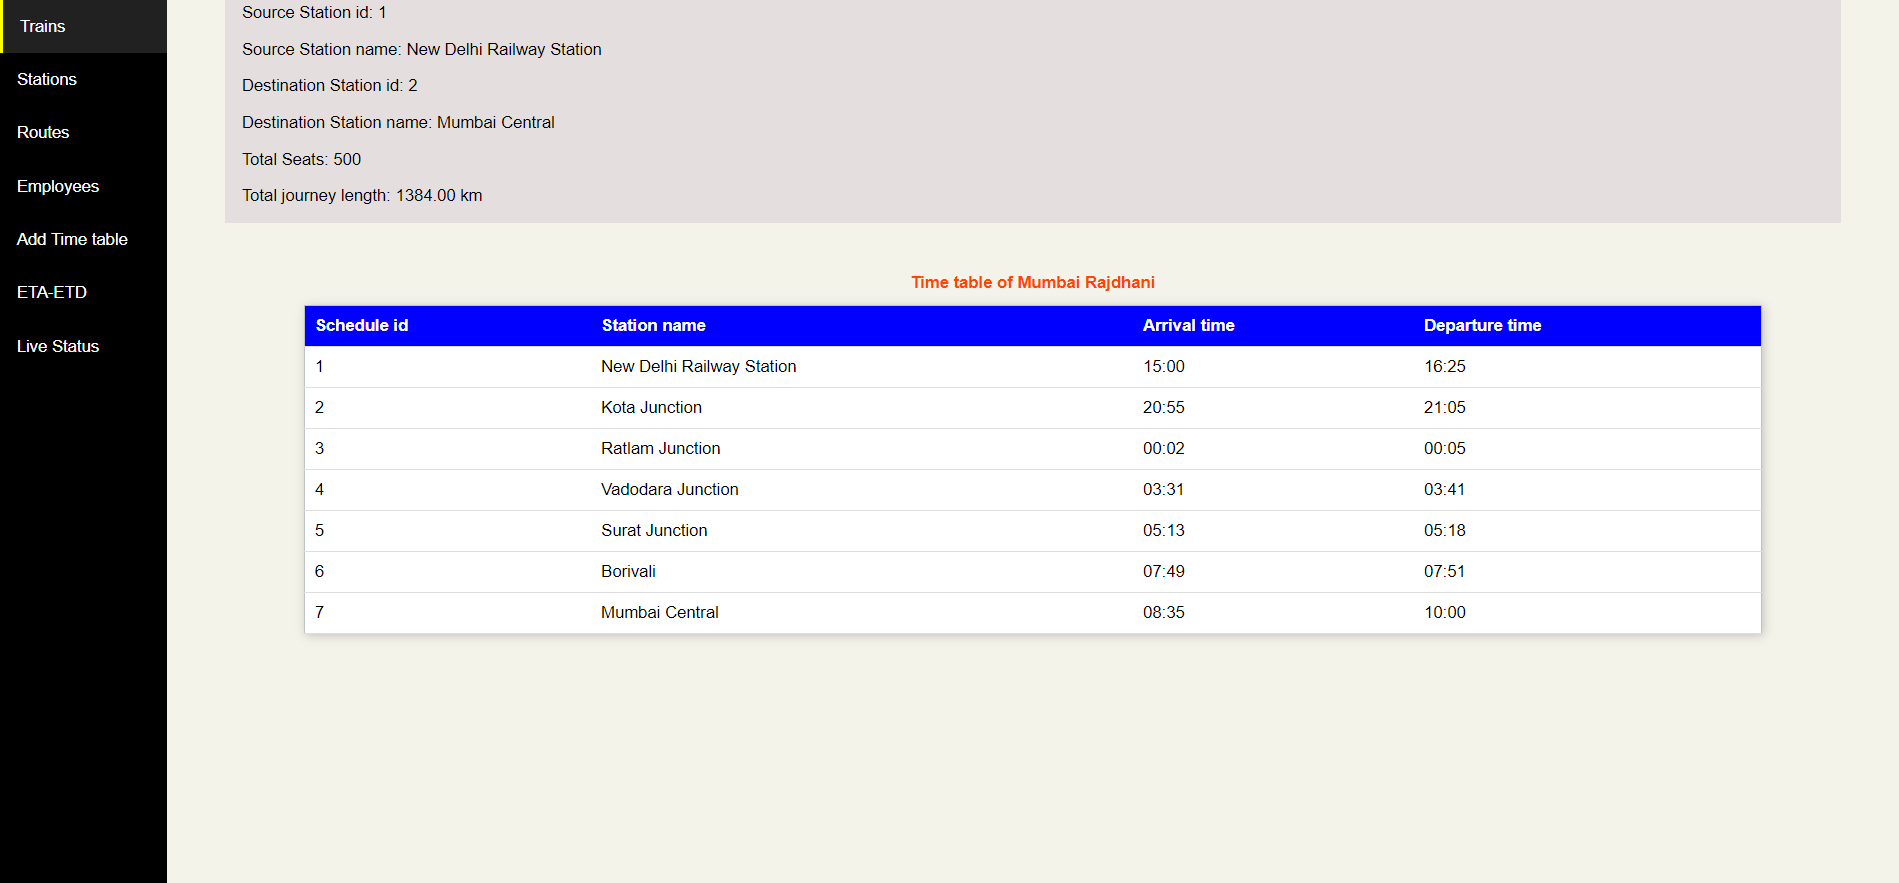 Trains
Stations
Routes
Employees
Add Time table
ETA-ETD
Live Status
Source Station id: 1
Source Station name: New Delhi Railway Station
Destination Station id: 2
Destination Station name: Mumbai Central
Total Seats: 500
Total journey length: 1384.00 km
Time table of Mumbai Rajdhani
Schedule id Station name Arrival time Departure time
1 New Delhi Railway Station 15:00 16:25
2 Kota Junction 20:55 21:05
3 Ratlam Junction 00:02 00:05
4 Vadodara Junction 03:31 03:41
5 Surat Junction 05:13 05:18
6 Borivali 07:49 07:51
7 Mumbai Central 08:35 10:00